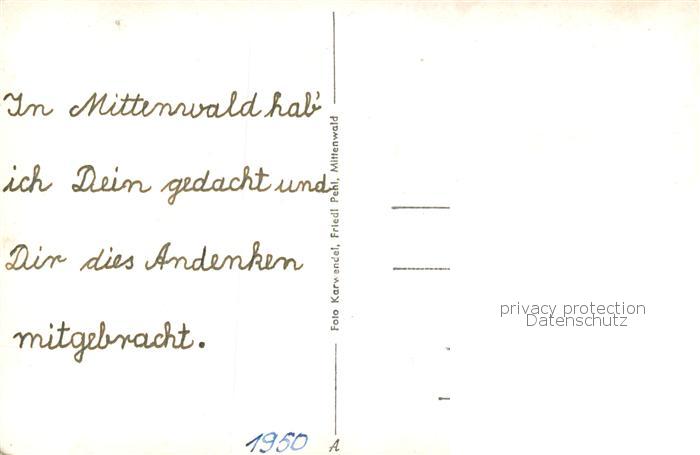 In Mittenwald hab'
ich Dein gedacht und
Dir dies Andenken
mitgebracht.
1950
A
Foto Karwendel, Friedl Pehl, Mittenwald
privacy protection
Datenschutz